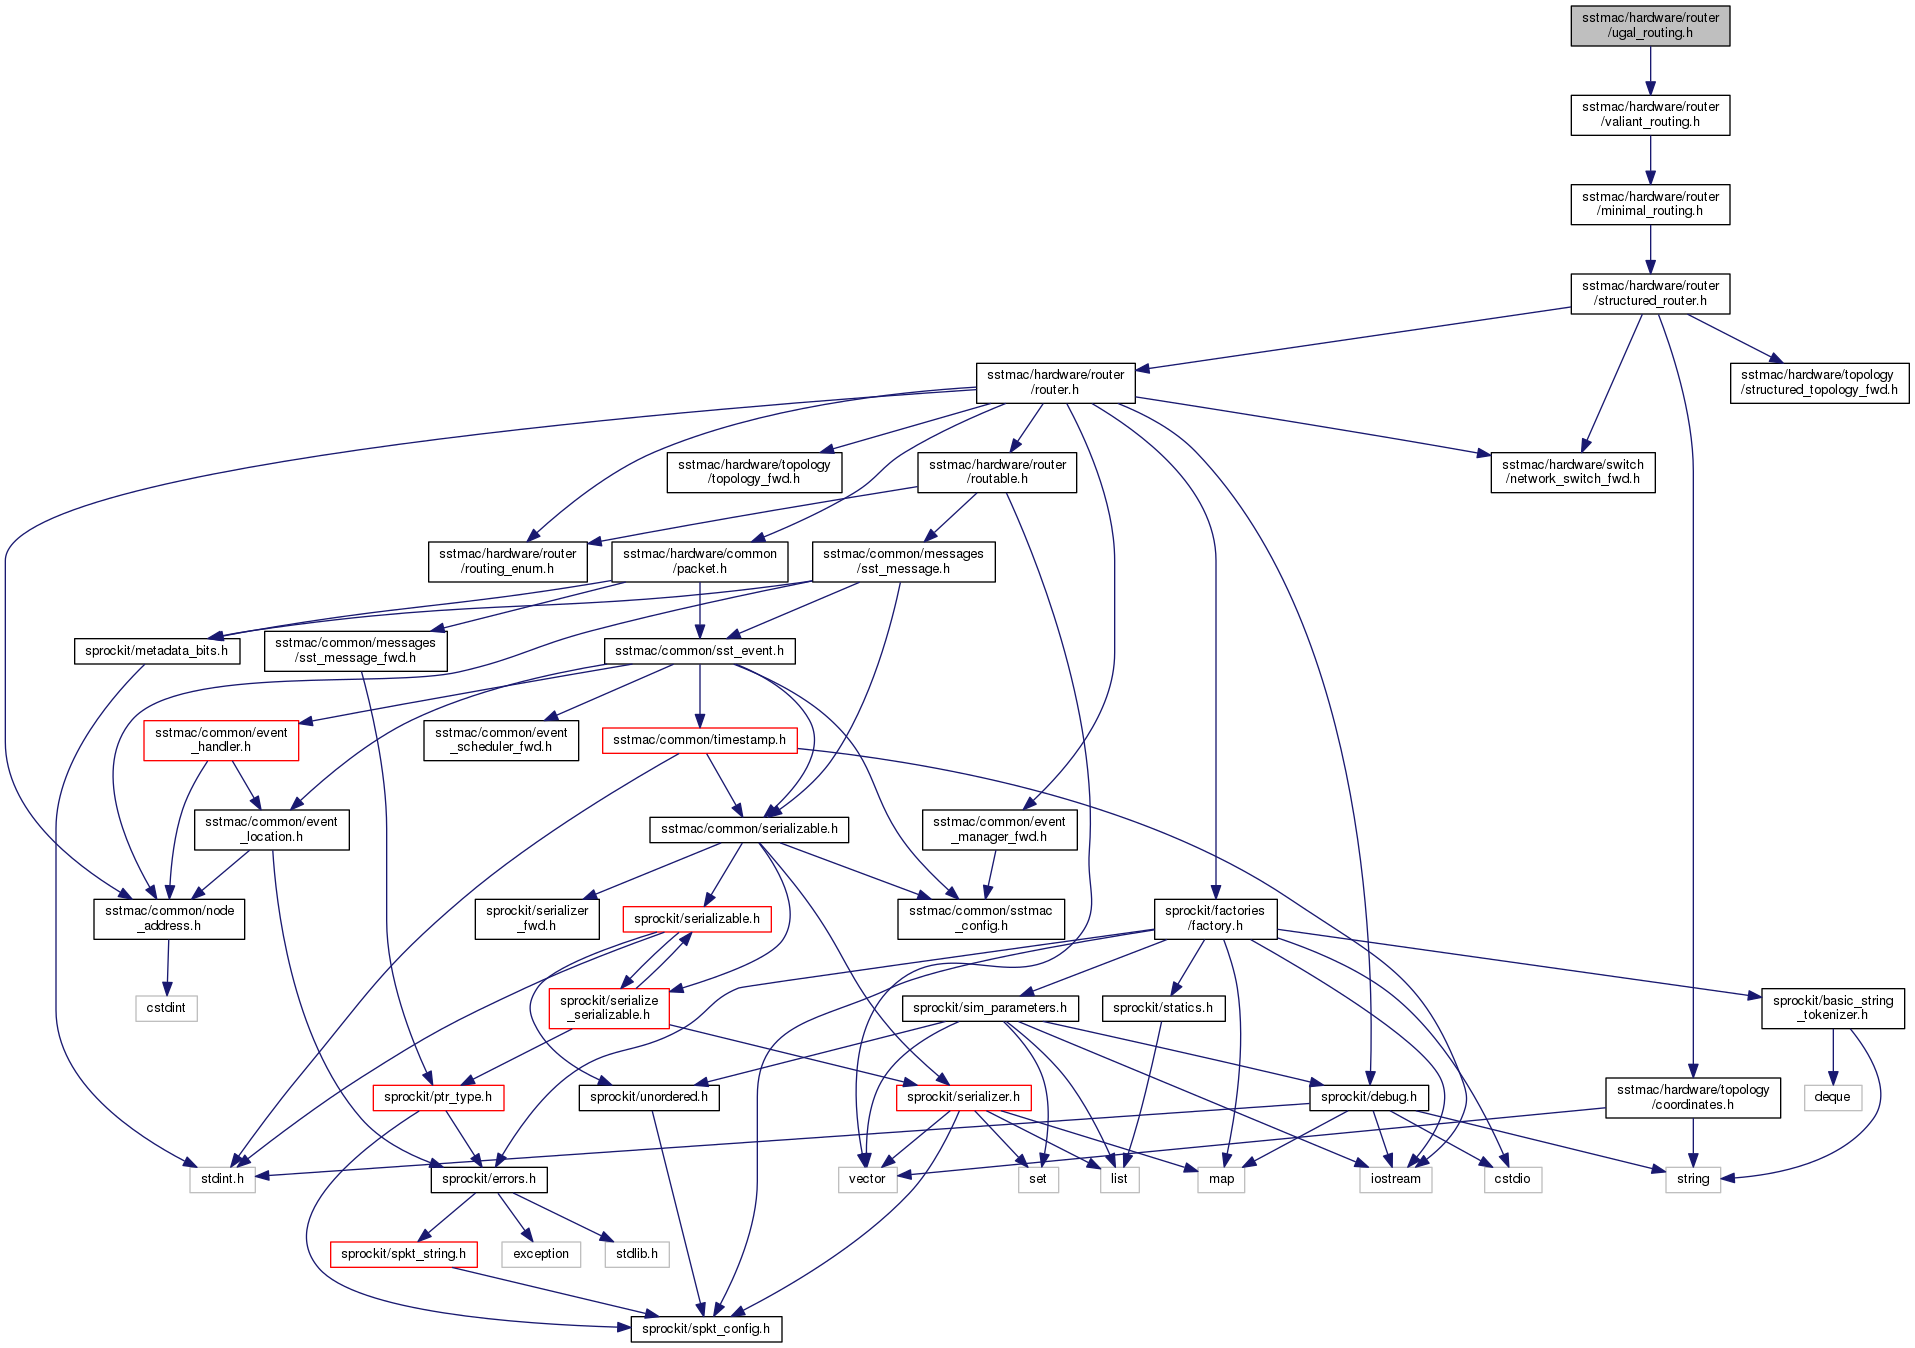 sstmac/hardware/router
/ugal_routing.h
sstmac/hardware/router
/valiant_routing.h
sstmac/hardware/router
/minimal_routing.h
sstmac/hardware/router
/structured_router.h
sstmac/hardware/router
/router.h
sstmac/hardware/topology
/structured_topology_fwd.h
sstmac/hardware/topology
/topology_fwd.h
sstmac/hardware/router
/routable.h
sstmac/hardware/switch
/network_switch_fwd.h
sstmac/hardware/router
/routing_enum.h
sstmac/hardware/common
/packet.h
sstmac/common/messages
/sst_message.h
sprockit/metadata_bits.h
sstmac/common/messages
/sst_message_fwd.h
sstmac/common/sst_event.h
sstmac/common/event
_handler.h
sstmac/common/event
_scheduler_fwd.h
sstmac/common/timestamp.h
sstmac/common/event
_location.h
sstmac/common/serializable.h
sstmac/common/event
_manager_fwd.h
sstmac/common/node
_address.h
sprockit/serializer
_fwd.h
sprockit/serializable.h
sstmac/common/sstmac
_config.h
sprockit/factories
/factory.h
cstdint
sprockit/serialize
_serializable.h
sprockit/sim_parameters.h
sprockit/statics.h
sprockit/basic_string
_tokenizer.h
sprockit/ptr_type.h
sprockit/unordered.h
sprockit/serializer.h
sprockit/debug.h
sstmac/hardware/topology
/coordinates.h
deque
stdint.h
sprockit/errors.h
vector
set
list
map
iostream
cstdio
string
sprockit/spkt_string.h
exception
stdlib.h
sprockit/spkt_config.h